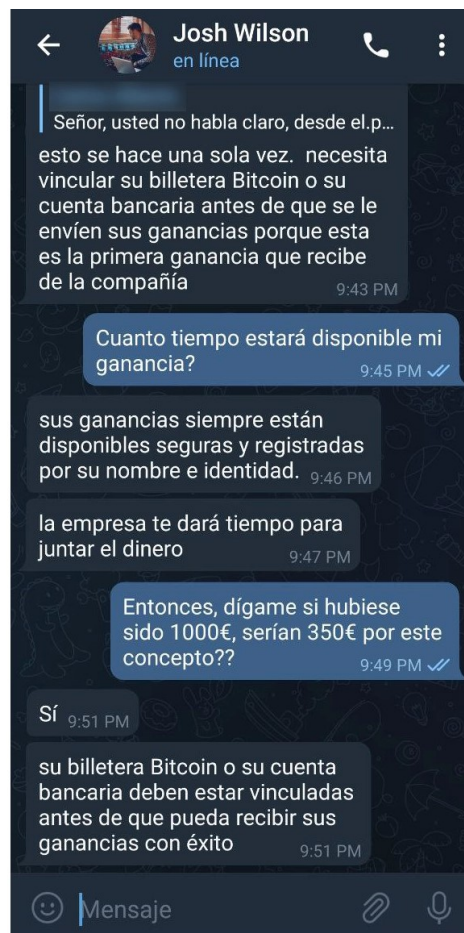 Josh Wilson
en línea
Señor, usted no habla claro, desde el.p...
esto se hace una sola vez.  necesita
vincular su billetera Bitcoin o su
cuenta bancaria antes de que se le
envíen sus ganancias porque esta
es la primera ganancia que recibe
de la compañía
9:43 PM
Cuanto tiempo estará disponible mi
ganancia?
9:45 PM
sus ganancias siempre están
disponibles seguras y registradas
por su nombre e identidad.
9:46 PM
la empresa te dará tiempo para
juntar el dinero
9:47 PM
Entonces, dígame si hubiese
sido 1000€, serían 350€ por este
concepto??
9:49 PM
Sí
9:51 PM
su billetera Bitcoin o su cuenta
bancaria deben estar vinculadas
antes de que pueda recibir sus
ganancias con éxito
9:51 PM
Mensaje